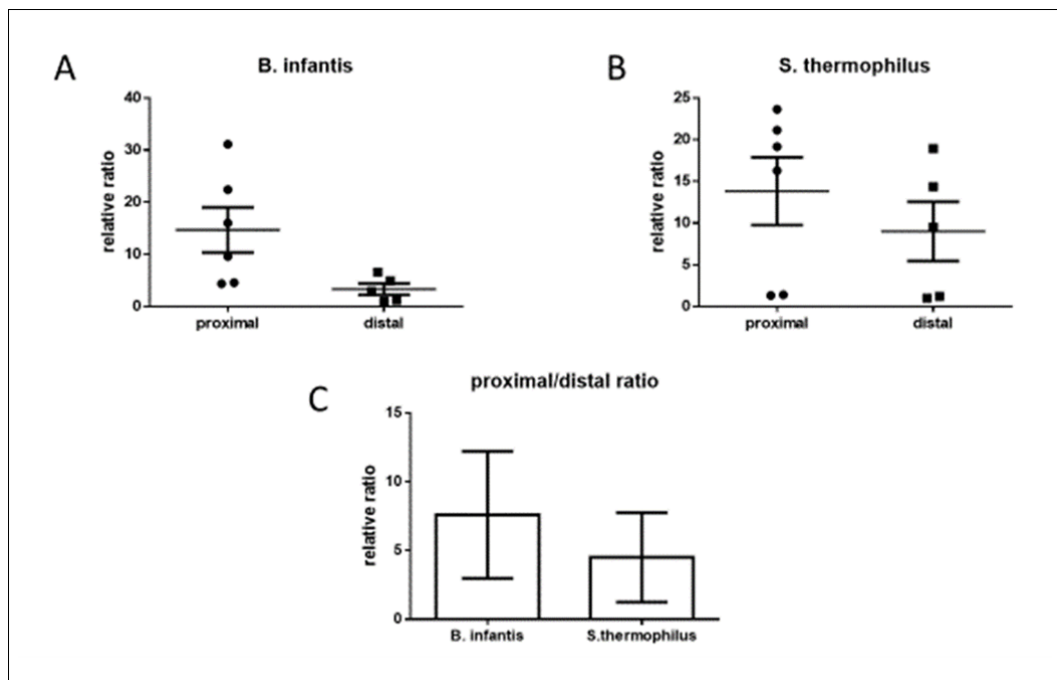 A
B. infantis
relative ratio
40
30
20
10
0
proximal
distal
B
S. thermophilus
relative ratio
25
20
15
10
5
0
proximal
distal
C
proximal/distal ratio
relative ratio
15
10
5
0
B. infantis
S.thermophilus